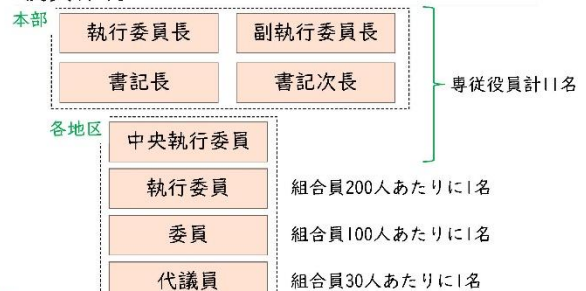 本部
執行委員長
副執行委員長
書記長
書記次長
専従役員計11名
各地区
中央執行委員
執行委員
組合員200人あたりに1名
委員
組合員100人あたりに1名
代議員
組合員30人あたりに1名